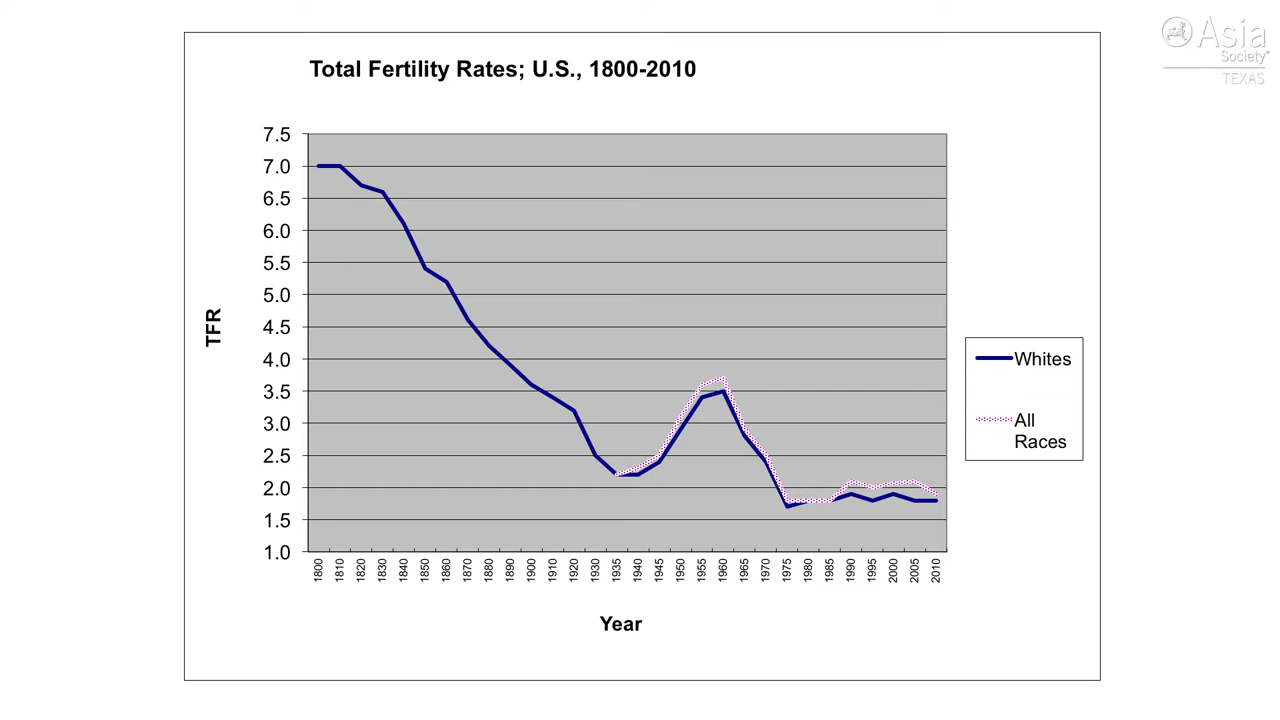 Asia
Society®
TEXAS
Total Fertility Rates; U.S., 1800-2010
7.5
7.0
6.5
6.0
5.5
5.0
4.5
4.0
3.5
3.0
2.5
2.0
1.5
1.0
TFR
1800 1810 1820 1830 1840 1850 1860 1870 1880 1890 1900 1910 1920 1930 1935 1940 1945 1950 1955 1960 1965 1970 1975 1980 1985 1990 1995 2000 2005 2010
Year
Whites
All
Races